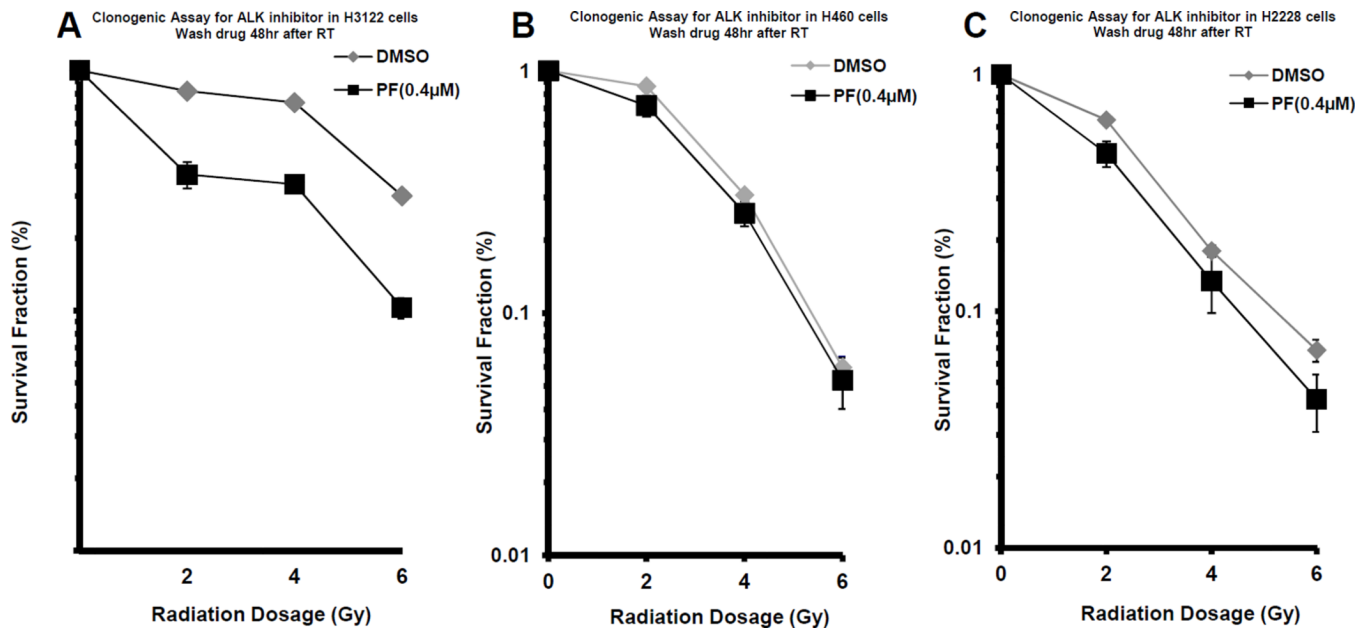 A
Clonogenic Assay for ALK inhibitor in H3122 cells
Wash drug 48hr after RT
DMSO
PF(0.4µM)
Survival Fraction (%)
2
4
6
Radiation Dosage (Gy)
B
Clonogenic Assay for ALK inhibitor in H460 cells
Wash drug 48hr after RT
DMSO
PF(0.4µM)
1
0.1
0.01
Survival Fraction (%)
0
2
4
6
Radiation Dosage (Gy)
C
Clonogenic Assay for ALK inhibitor in H2228 cells
Wash drug 48hr after RT
DMSO
PF(0.4µM)
1
0.1
0.01
Survival Fraction (%)
0
2
4
6
Radiation Dosage (Gy)